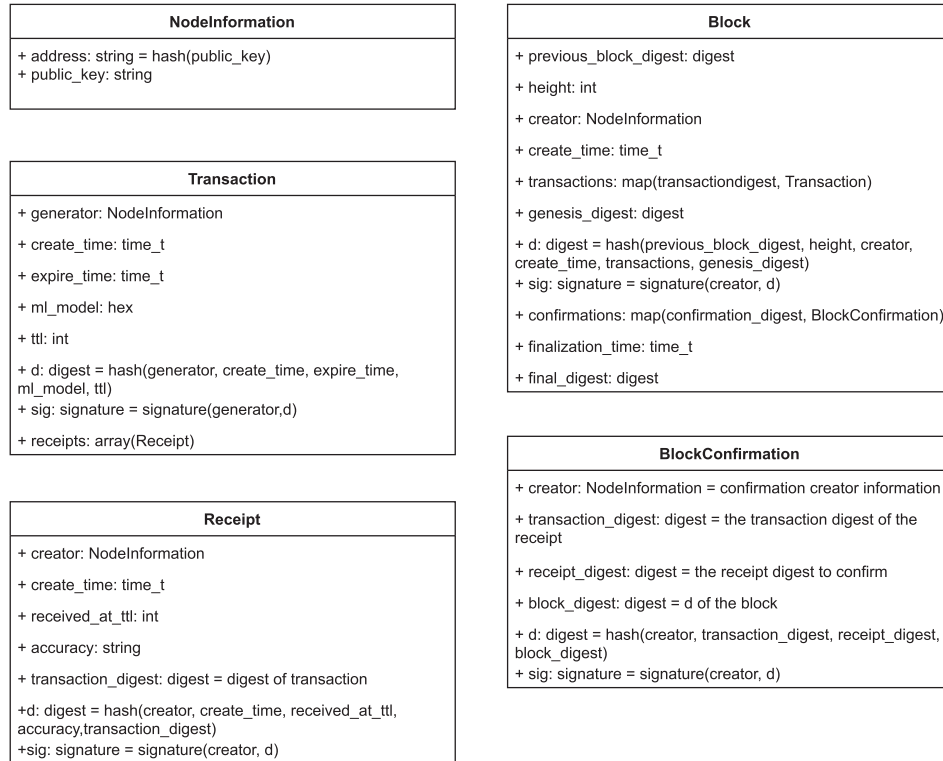 NodeInformation
+ address: string = hash(public_key)
+ public_key: string
Transaction
+ generator: NodeInformation
+ create_time: time_t
+ expire_time: time_t
+ ml_model: hex
+ ttl: int
+ d: digest = hash(generator, create_time, expire_time,
ml_model, ttl)
+ sig: signature = signature(generator,d)
+ receipts: array(Receipt)
Receipt
+ creator: NodeInformation
+ create_time: time_t
+ received_at_ttl: int
+ accuracy: string
+ transaction_digest: digest = digest of transaction
+d: digest = hash(creator, create_time, received_at_ttl,
accuracy,transaction_digest)
+sig: signature = signature(creator, d)
Block
+ previous_block_digest: digest
+ height: int
+ creator: NodeInformation
+ create_time: time_t
+ transactions: map(transactiondigest, Transaction)
+ genesis_digest: digest
+ d: digest = hash(previous_block_digest, height, creator,
create_time, transactions, genesis_digest)
+ sig: signature = signature(creator, d)
+ confirmations: map(confirmation_digest, BlockConfirmation)
+ finalization_time: time_t
+ final_digest: digest
BlockConfirmation
+ creator: NodeInformation = confirmation creator information
+ transaction_digest: digest = the transaction digest of the
receipt
+ receipt_digest: digest = the receipt digest to confirm
+ block_digest: digest = d of the block
+ d: digest = hash(creator, transaction_digest, receipt_digest,
block_digest)
+ sig: signature = signature(creator, d)